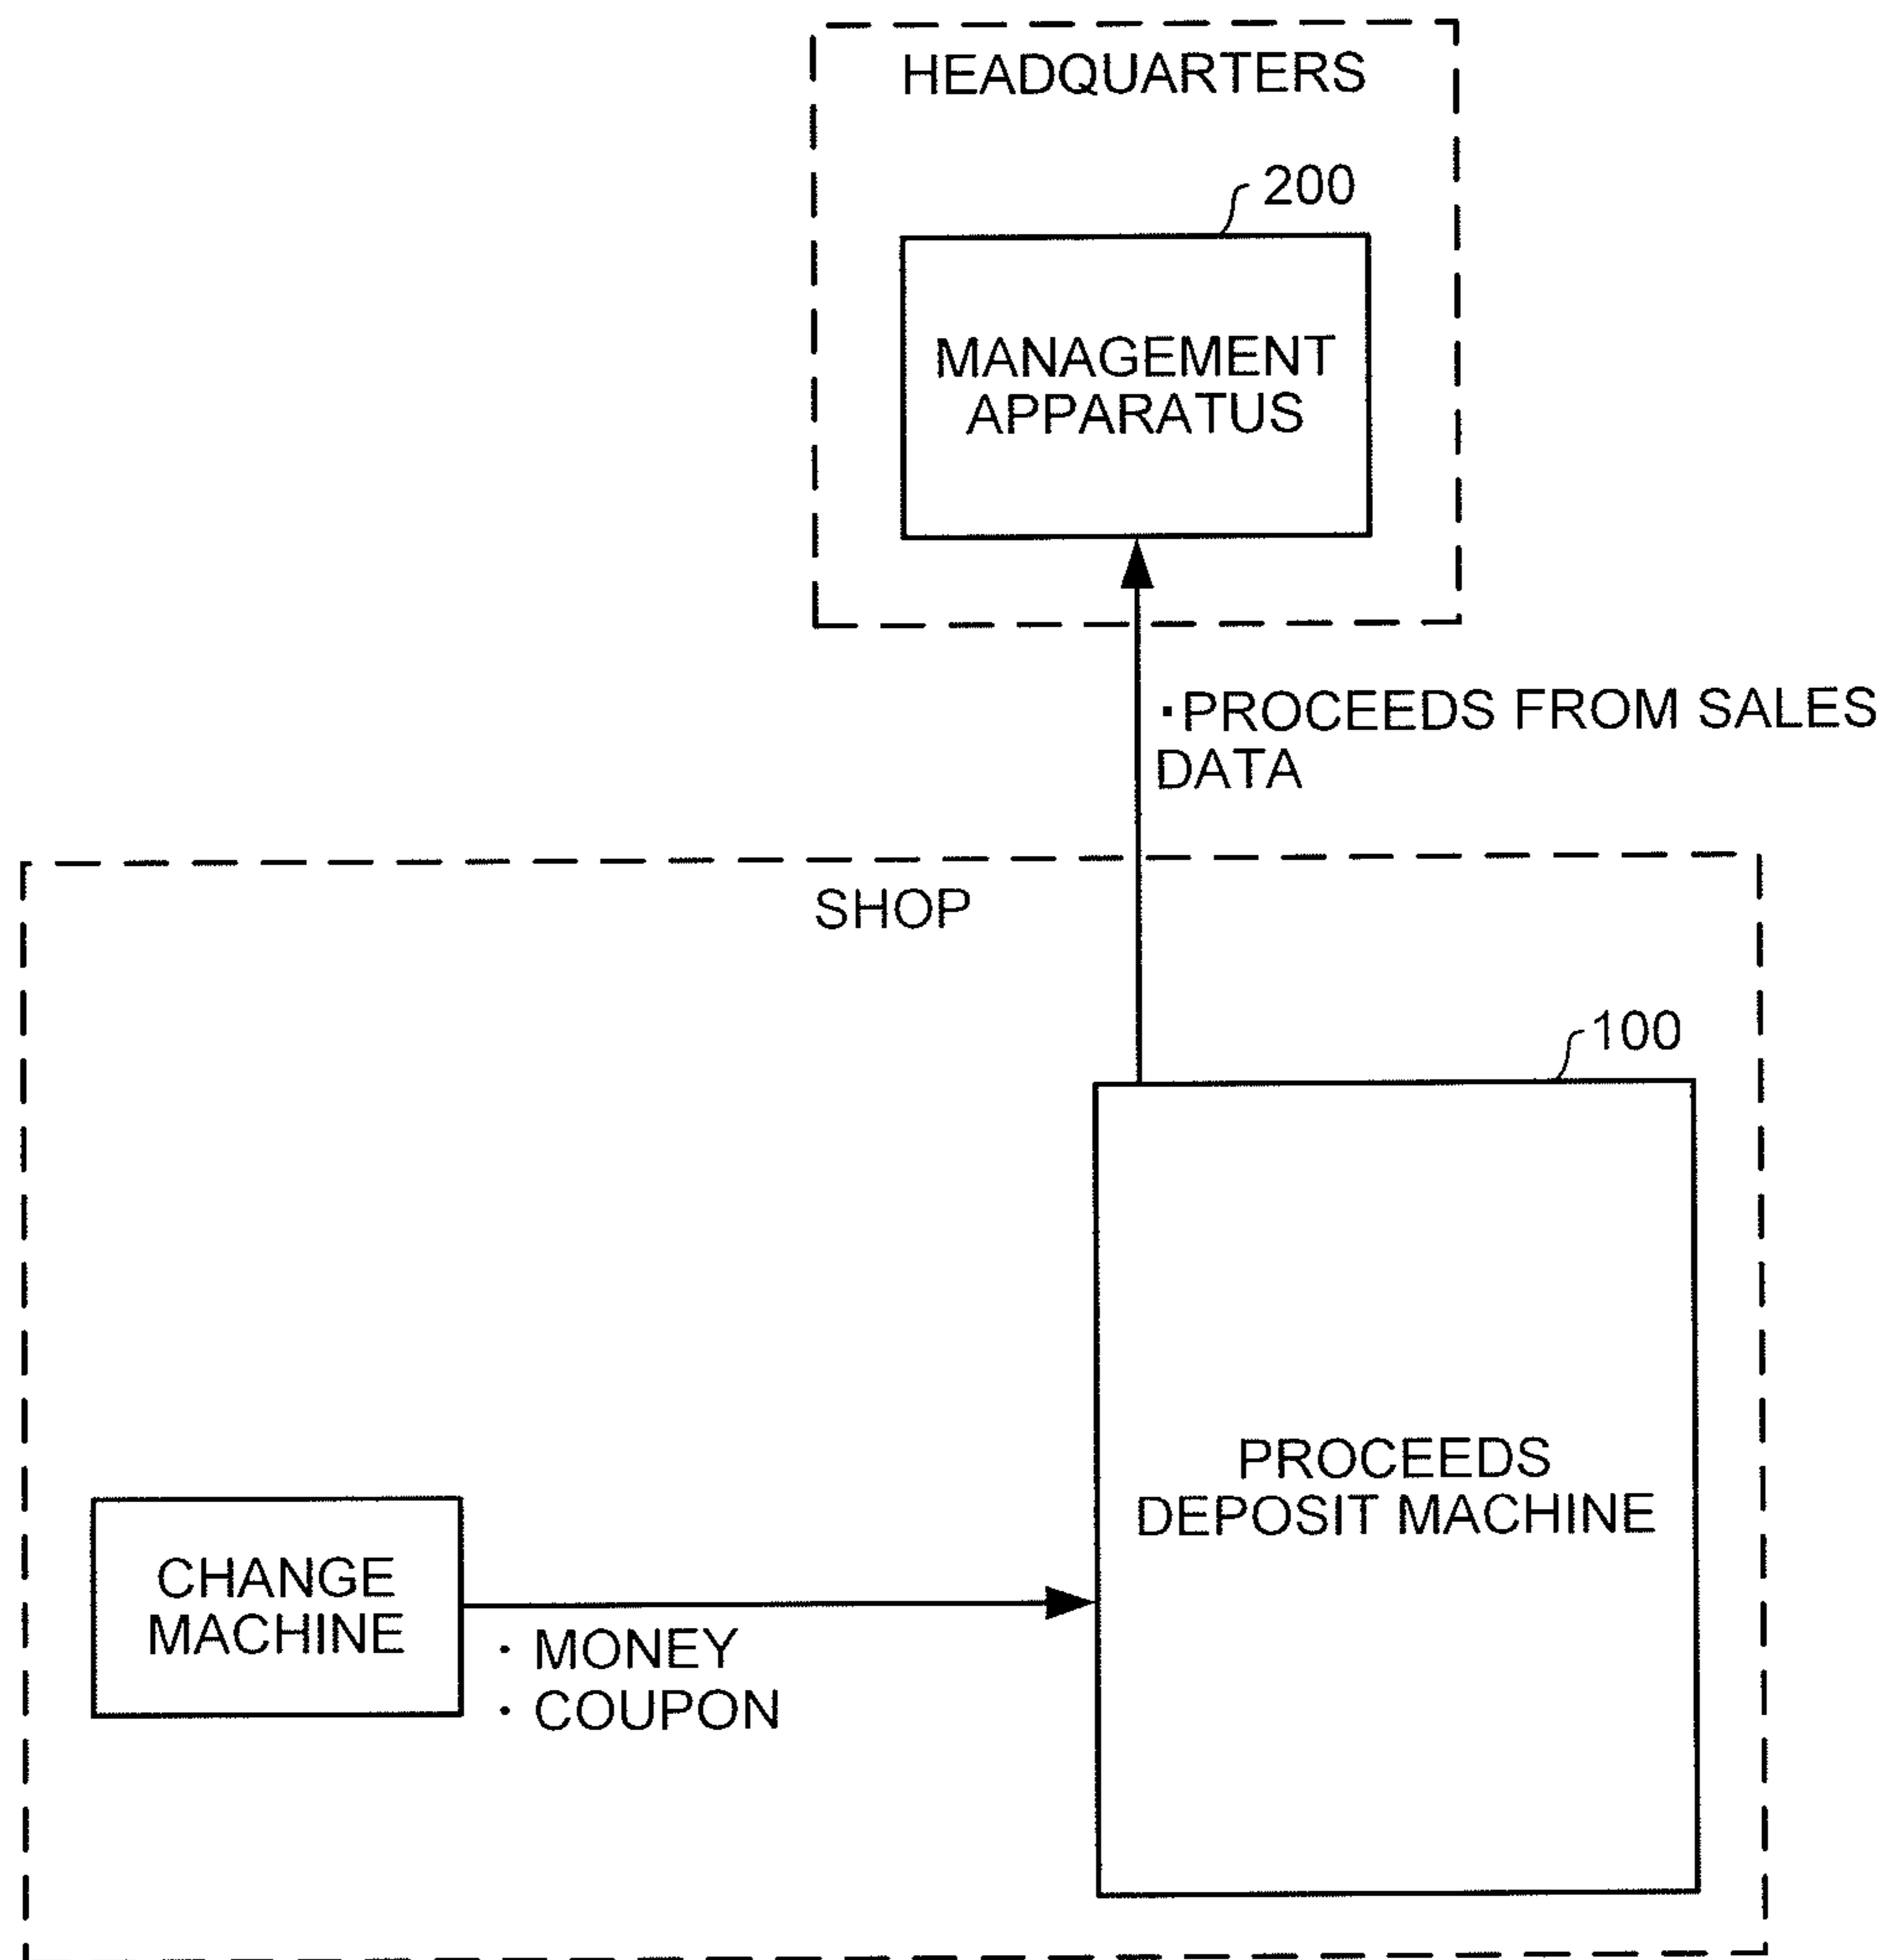 HEADQUARTERS
200
MANAGEMENT
APPARATUS
・PROCEEDS FROM SALES
DATA
SHOP
100
PROCEEDS
DEPOSIT MACHINE
CHANGE
MACHINE
・MONEY
・COUPON